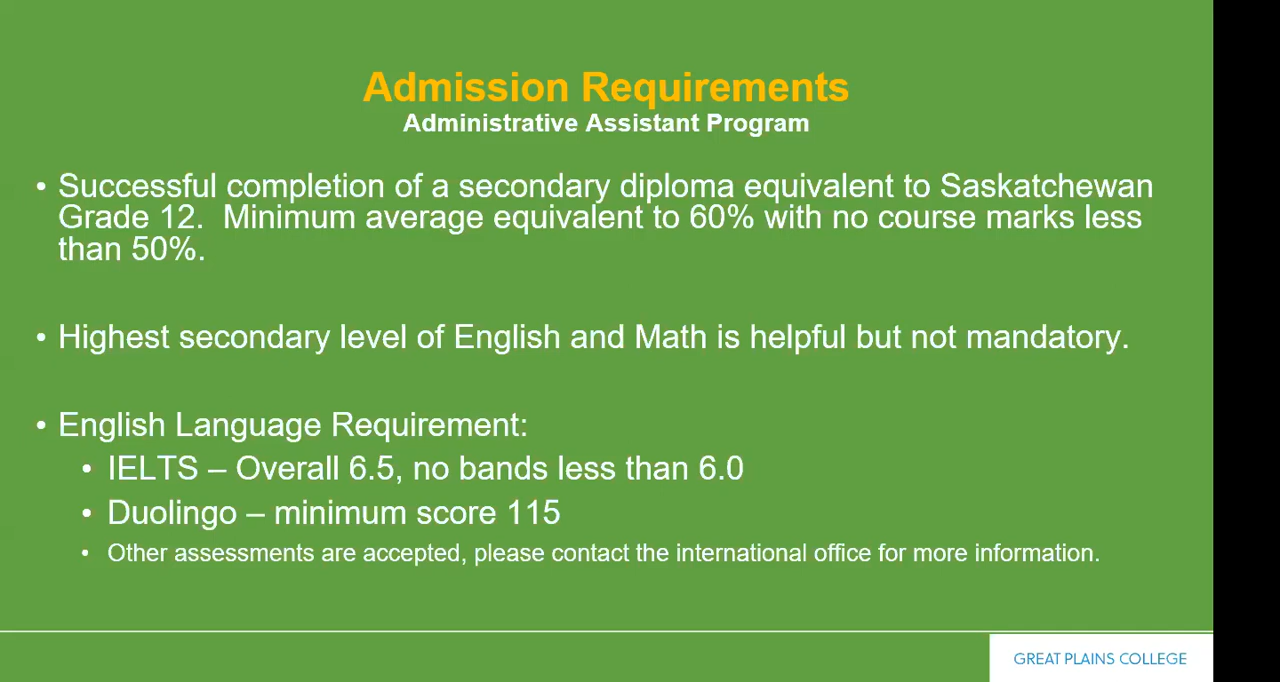 Admission Requirements
Administrative Assistant Program
• Successful completion of a secondary diploma equivalent to Saskatchewan
Grade 12.  Minimum average equivalent to 60% with no course marks less
than 50%.
• Highest secondary level of English and Math is helpful but not mandatory.
• English Language Requirement:
• IELTS – Overall 6.5, no bands less than 6.0
• Duolingo – minimum score 115
• Other assessments are accepted, please contact the international office for more information.
GREAT PLAINS COLLEGE